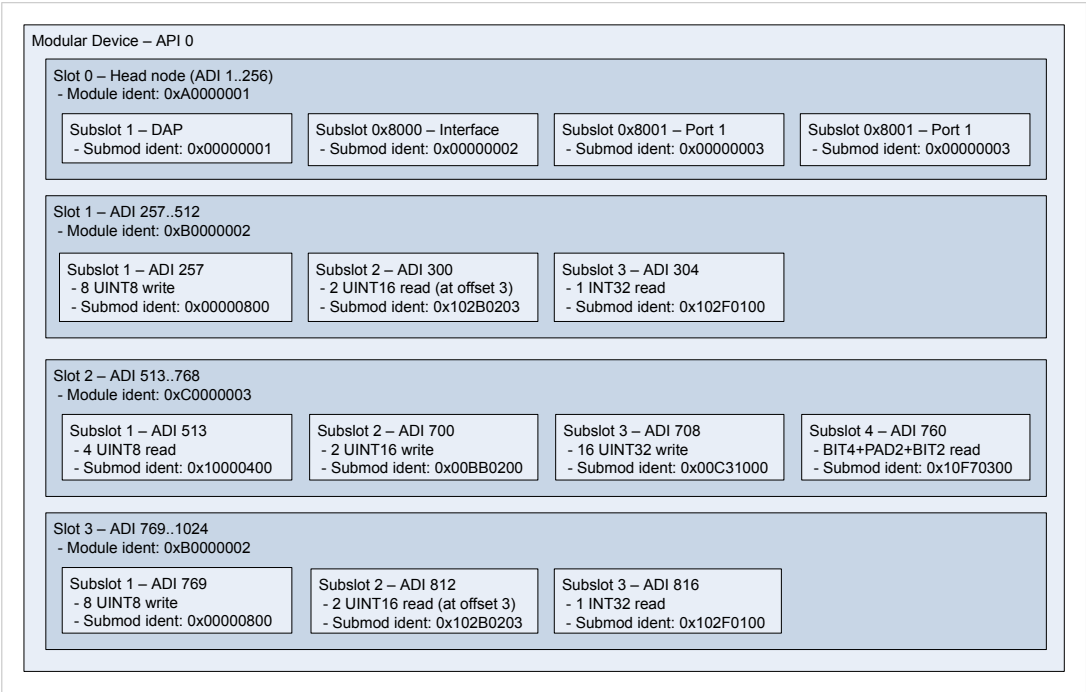 Modular Device – API 0
Slot 0 – Head node (ADI 1..256)
- Module ident: 0xA0000001
Subslot 1 – DAP
- Submod ident: 0x00000001
Subslot 0x8000 – Interface
- Submod ident: 0x00000002
Subslot 0x8001 – Port 1
- Submod ident: 0x00000003
Subslot 0x8001 – Port 1
- Submod ident: 0x00000003
Slot 1 – ADI 257..512
- Module ident: 0xB0000002
Subslot 1 – ADI 257
- 8 UINT8 write
- Submod ident: 0x00000800
Subslot 2 – ADI 300
- 2 UINT16 read (at offset 3)
- Submod ident: 0x102B0203
Subslot 3 – ADI 304
- 1 INT32 read
- Submod ident: 0x102F0100
Slot 2 – ADI 513..768
- Module ident: 0xC0000003
Subslot 1 – ADI 513
- 4 UINT8 read
- Submod ident: 0x10000400
Subslot 2 – ADI 700
- 2 UINT16 write
- Submod ident: 0x00BB0200
Subslot 3 – ADI 708
- 16 UINT32 write
- Submod ident: 0x00C31000
Subslot 4 – ADI 760
- BIT4+PAD2+BIT2 read
- Submod ident: 0x10F70300
Slot 3 – ADI 769..1024
- Module ident: 0xB0000002
Subslot 1 – ADI 769
- 8 UINT8 write
- Submod ident: 0x00000800
Subslot 2 – ADI 812
- 2 UINT16 read (at offset 3)
- Submod ident: 0x102B0203
Subslot 3 – ADI 816
- 1 INT32 read
- Submod ident: 0x102F0100